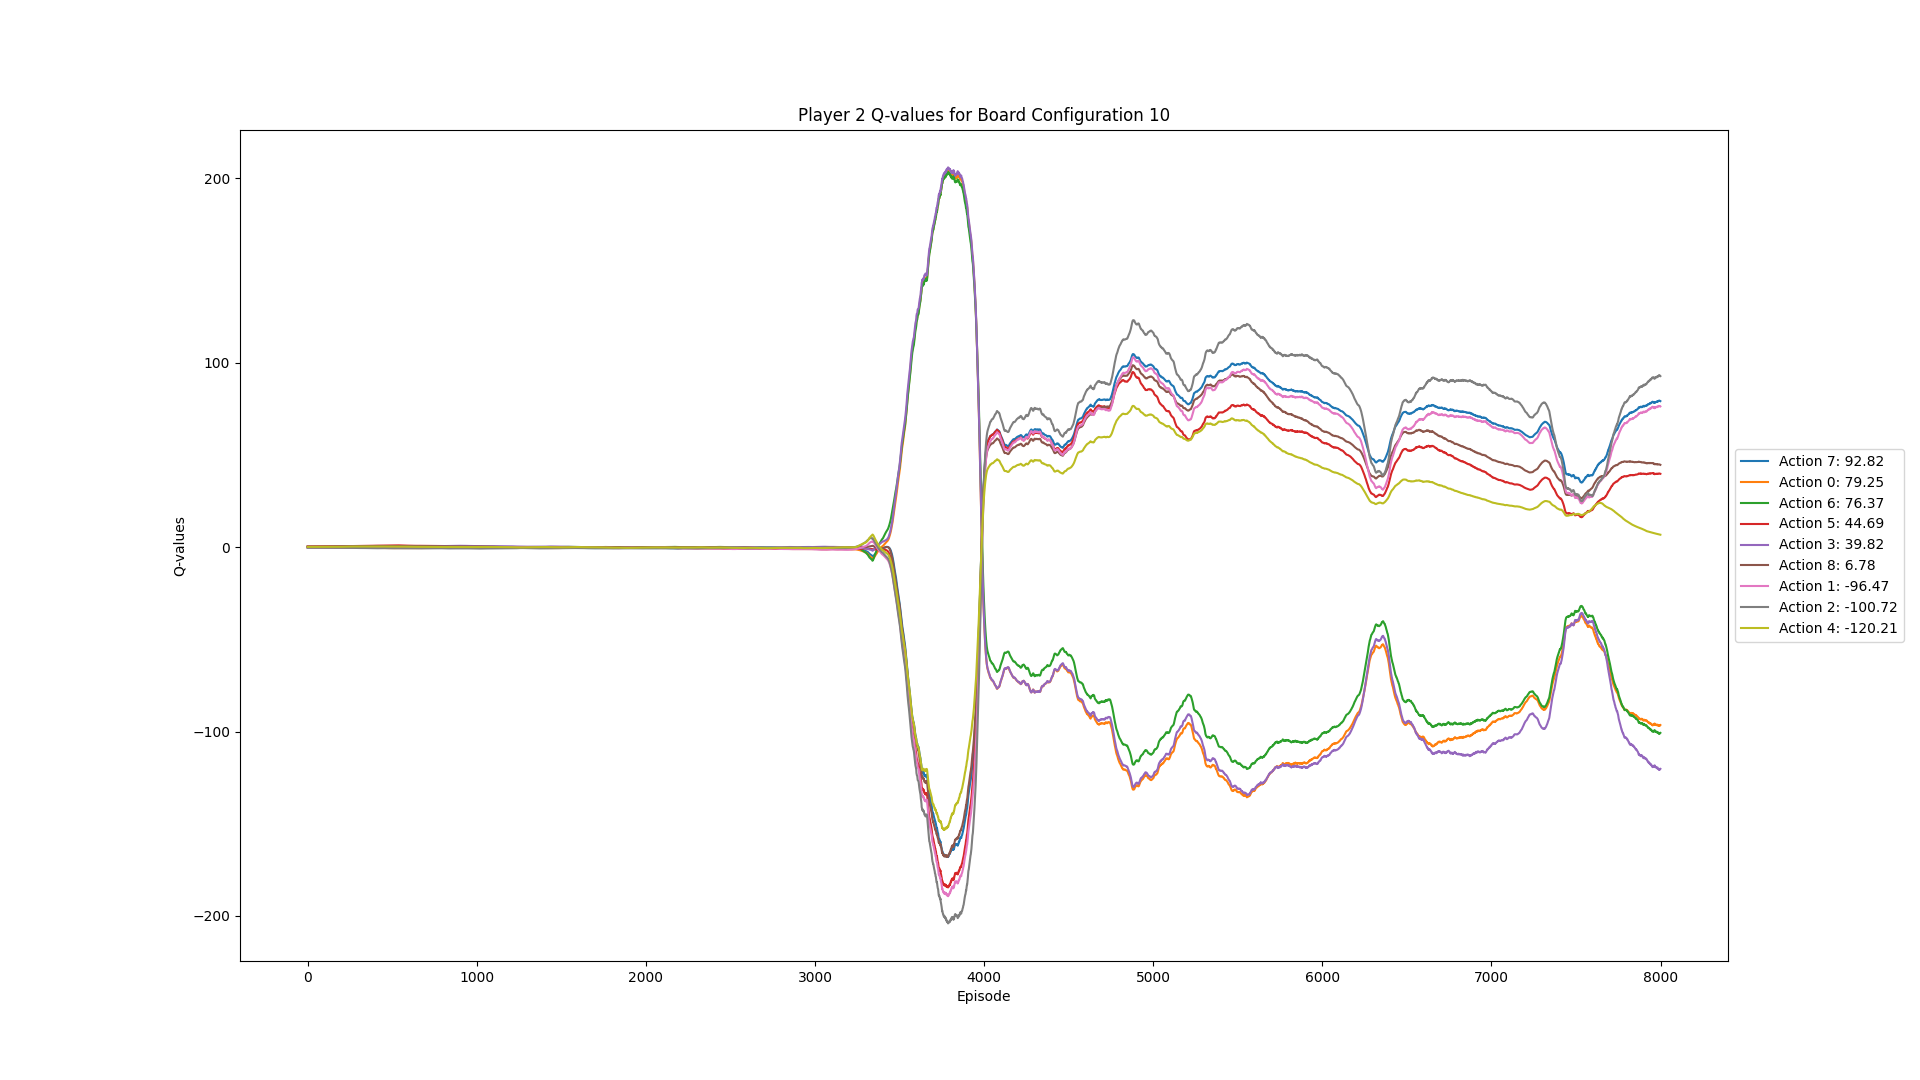 Player 2 Q-values for Board Configuration 10
Q-values
200
100
0
−100
−200
0 1000 2000 3000 4000 5000 6000 7000 8000
Episode
Action 7: 92.82
Action 0: 79.25
Action 6: 76.37
Action 5: 44.69
Action 3: 39.82
Action 8: 6.78
Action 1: -96.47
Action 2: -100.72
Action 4: -120.21